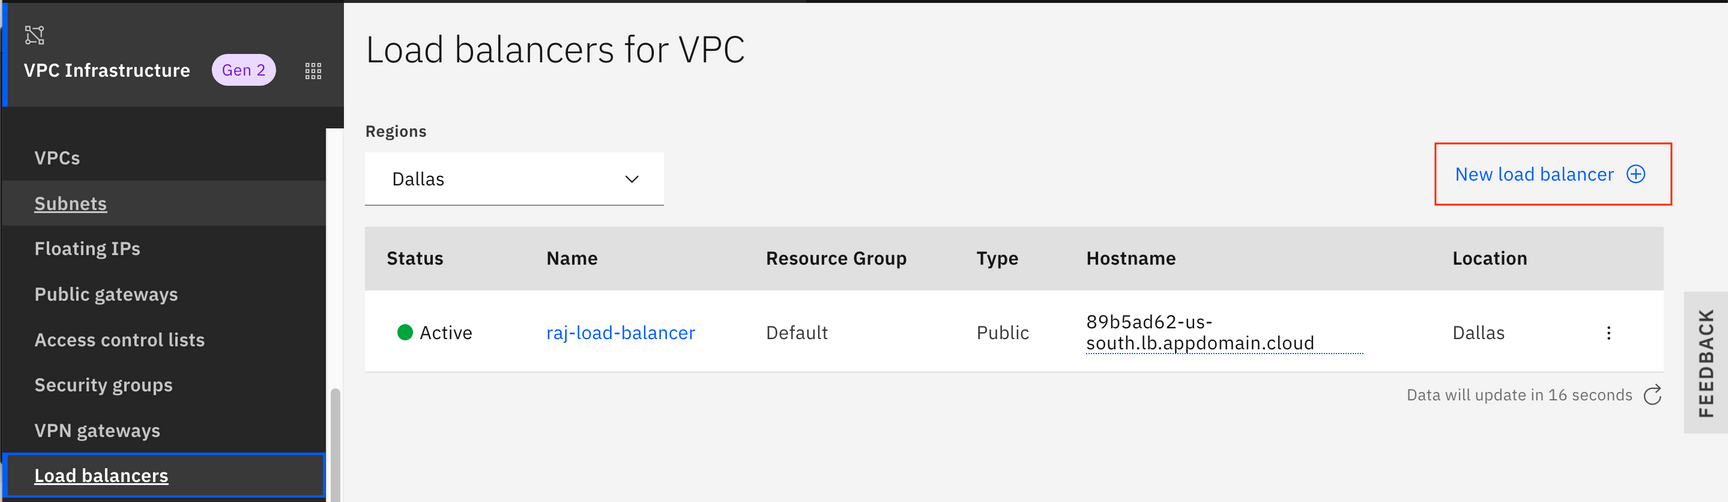 VPC Infrastructure
Gen 2
VPCs
Subnets
Floating IPs
Public gateways
Access control lists
Security groups
VPN gateways
Load balancers
Load balancers for VPC
Regions
Dallas
New load balancer
Status Name Resource Group Type Hostname Location
Active raj-load-balancer Default Public 89b5ad62-us-
south.lb.appdomain.cloud Dallas
Data will update in 16 seconds
FEEDBACK